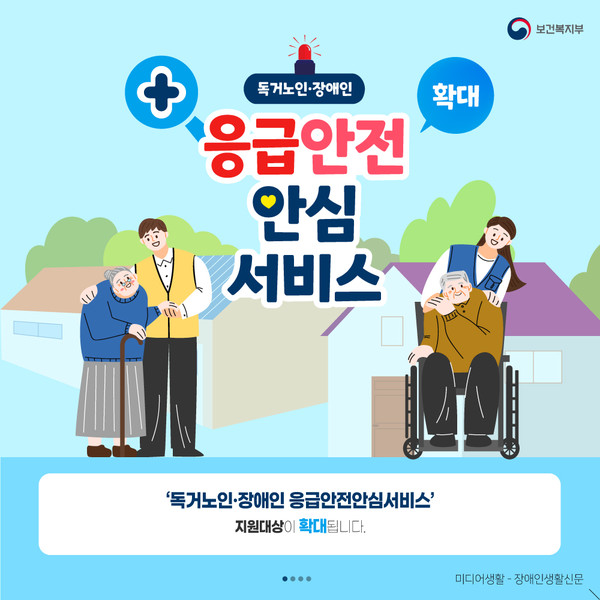 보건복지부
독거노인·장애인
확대
응급안전
안심
서비스
‘독거노인·장애인 응급안전안심서비스’
지원대상이 확대됩니다.
미디어생활 - 장애인생활신문